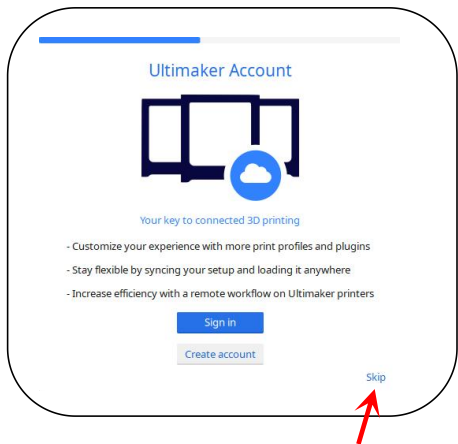 Ultimaker Account
Your key to connected 3D printing
- Customize your experience with more print profiles and plugins
- Stay flexible by syncing your setup and loading it anywhere
- Increase efficiency with a remote workflow on Ultimaker printers
Sign in
Create account
Skip